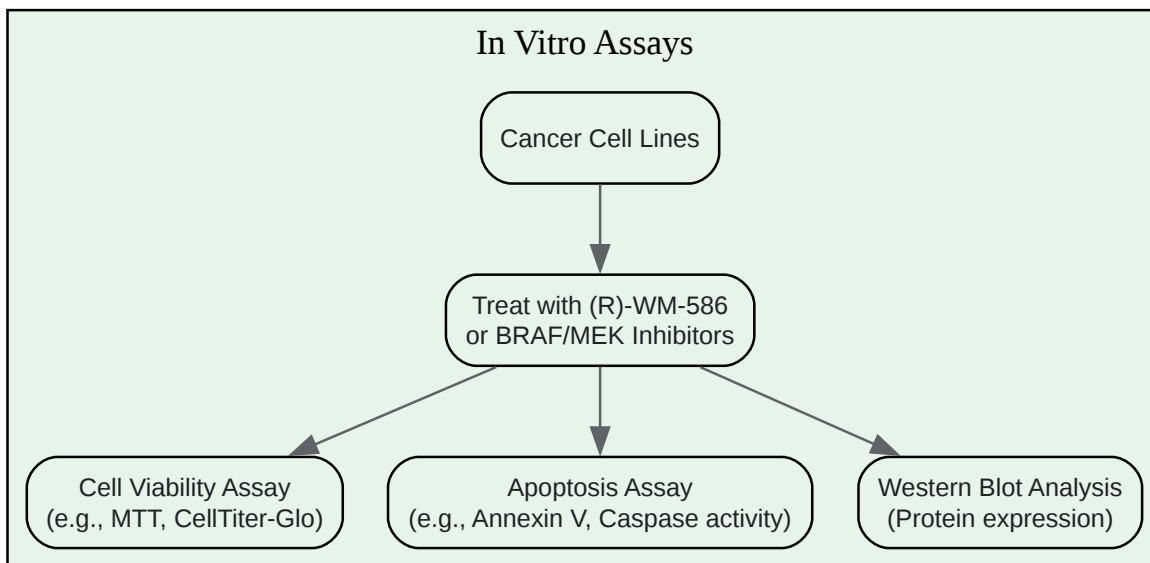 In Vitro Assays
Cancer Cell Lines
Treat with (R)-WM-586
or BRAF/MEK Inhibitors
Cell Viability Assay
(e.g., MTT, CellTiter-Glo)
Apoptosis Assay
(e.g., Annexin V, Caspase activity)
Western Blot Analysis
(Protein expression)